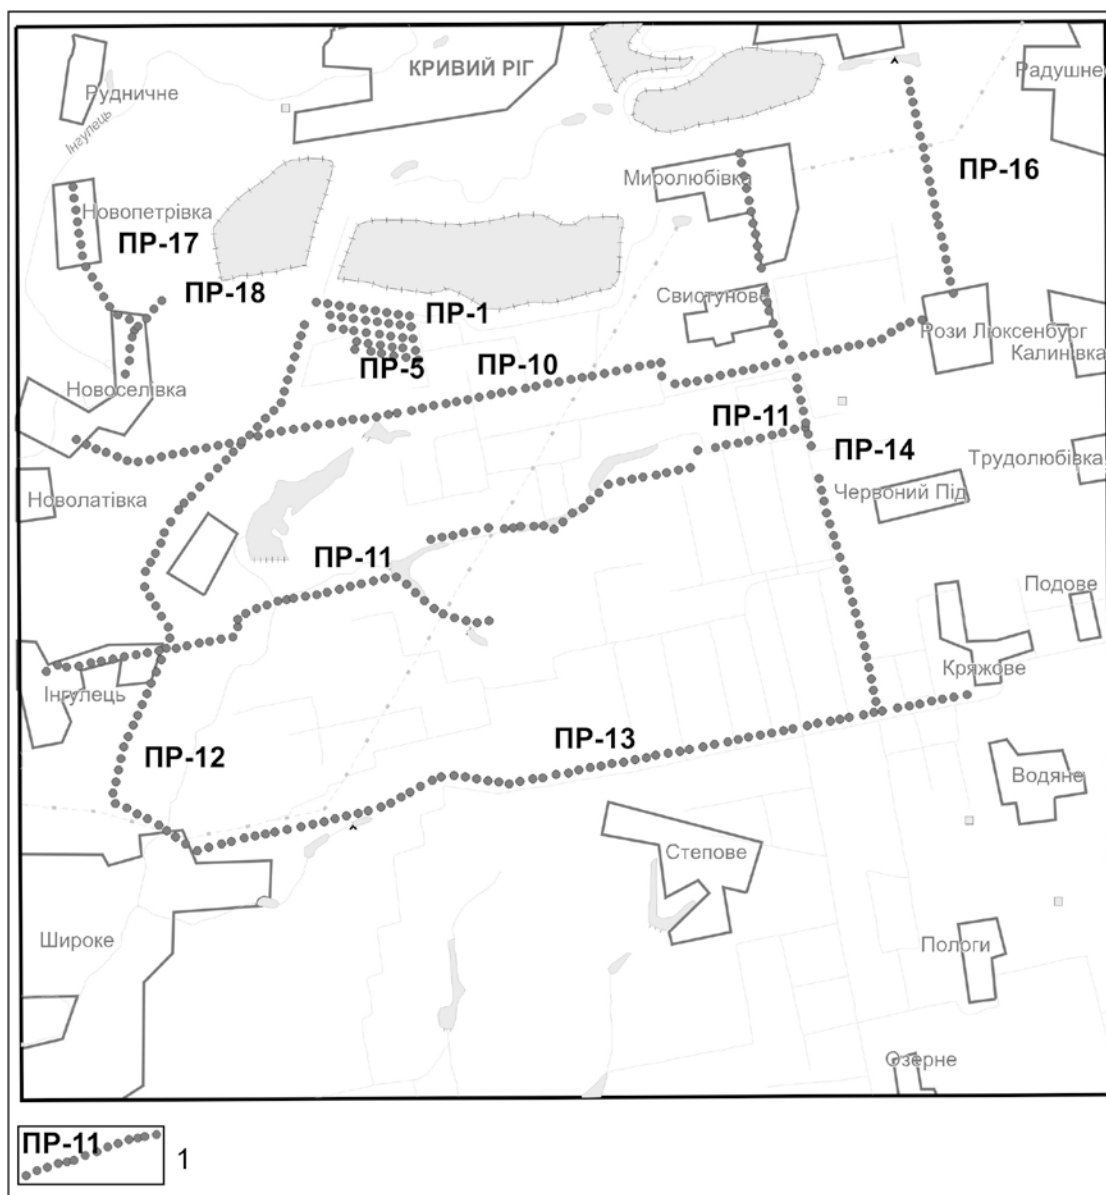 КРИВИЙ РІГ
Радушне
Рудничне
Інгулець
ПР-16
Миролюбівка
Новопетрівка
ПР-17
ПР-18
Свистунове
ПР-1
Рози Люксенбург
Калинівка
ПР-5
ПР-10
Новоселівка
ПР-11
ПР-14
Трудолюбівка
Червоний Під
Новолатівка
ПР-11
Подове
Кряжове
Інгулець
ПР-13
ПР-12
Водяне
Степове
Широке
Пологи
Озерне
ПР-11
1